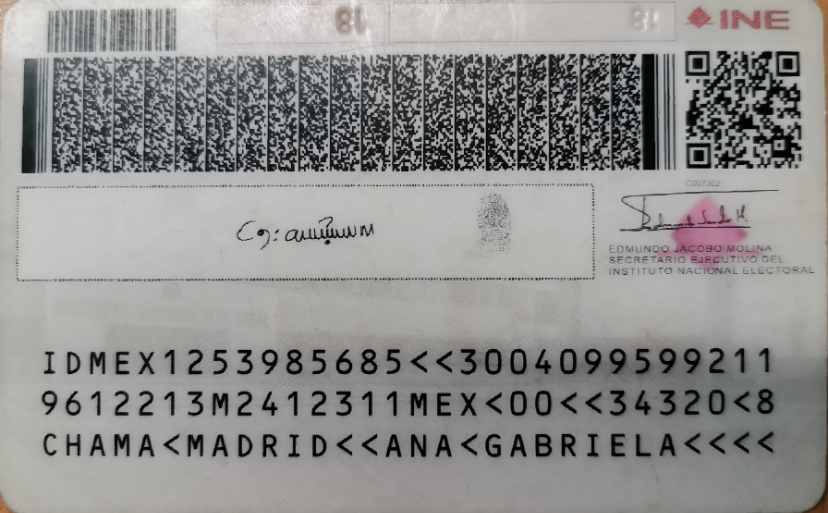 18 18
INE
EDMUNDO JACOBO MOLINA
SECRETARIO EJECUTIVO DEL
INSTITUTO NACIONAL ELECTORAL
IDMEX1253985685<<3004099599211
9612213M2412311MEX<00<<34320<8
CHAMA<MADRID<<ANA<GABRIELA<<<<